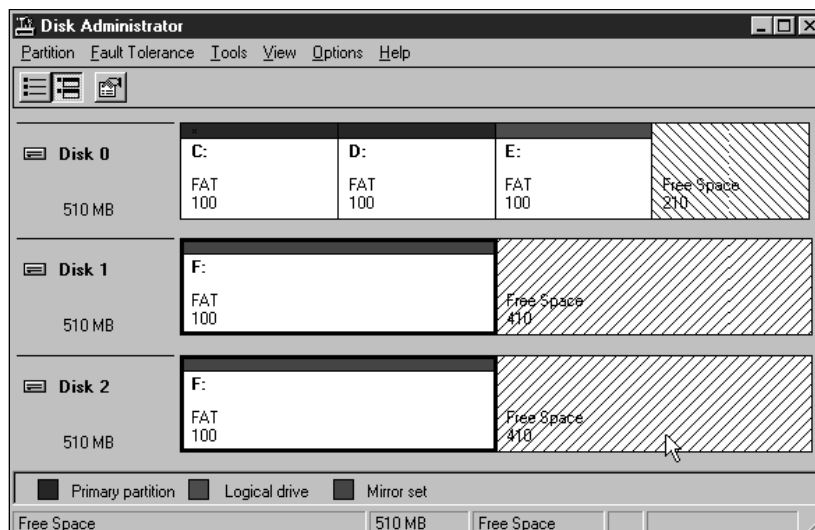 Disk Administrator
Partition Fault Tolerance Tools View Options Help
Disk 0
510 MB
C:
FAT
100
D:
FAT
100
E:
FAT
100
Free Space
210
Disk 1
510 MB
F:
FAT
100
Free Space
410
Disk 2
510 MB
F:
FAT
100
Free Space
410
Primary partition Logical drive Mirror set
Free Space 510 MB Free Space